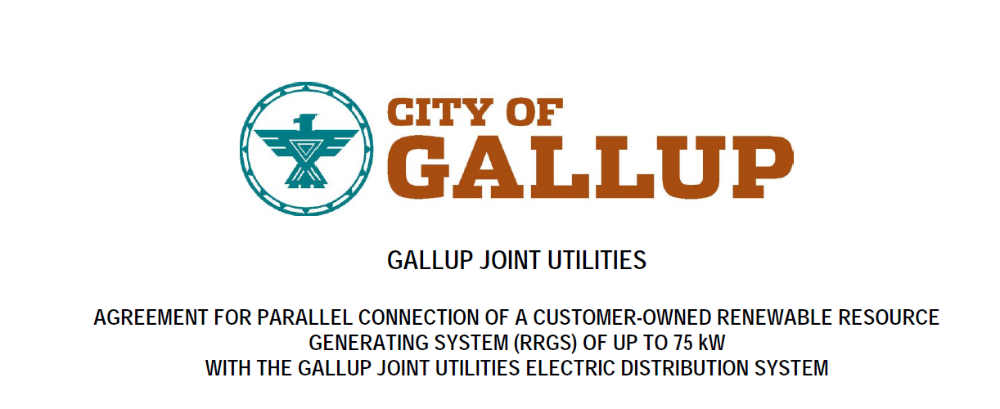 CITY OF
GALLUP
GALLUP JOINT UTILITIES
AGREEMENT FOR PARALLEL CONNECTION OF A CUSTOMER-OWNED RENEWABLE RESOURCE
GENERATING SYSTEM (RRGS) OF UP TO 75 kW
WITH THE GALLUP JOINT UTILITIES ELECTRIC DISTRIBUTION SYSTEM